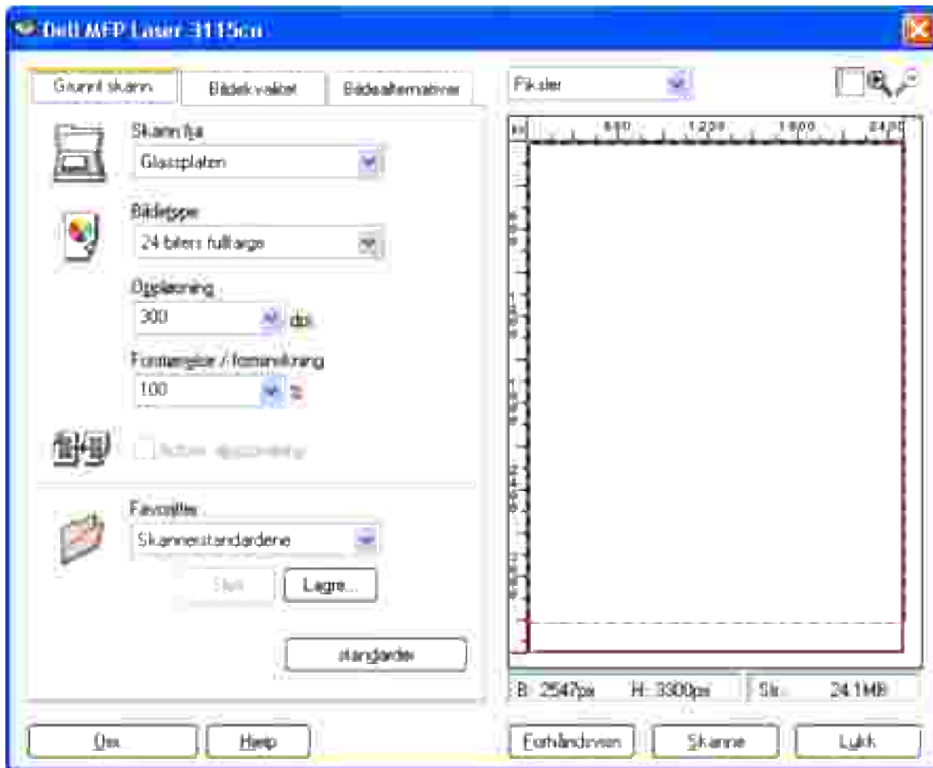 Dell MFP Laser 3115cn
Grunnl skann
Bildekvalitet
Bildealternativer
Skann fra
Glassplaten
Bildetype
24 biters fullfarge
Oppløsning
300
dpi
Forstørrelse / forminskning
100
%
Favoritter
Skannerstandardene
Slett
Lagre...
standarder
Om
Hjelp
Piksler
600 1200 1800 2400
B: 2547px H: 3300px
Str.: 24.1MB
Forhåndsvisn
Skanne
Lukk